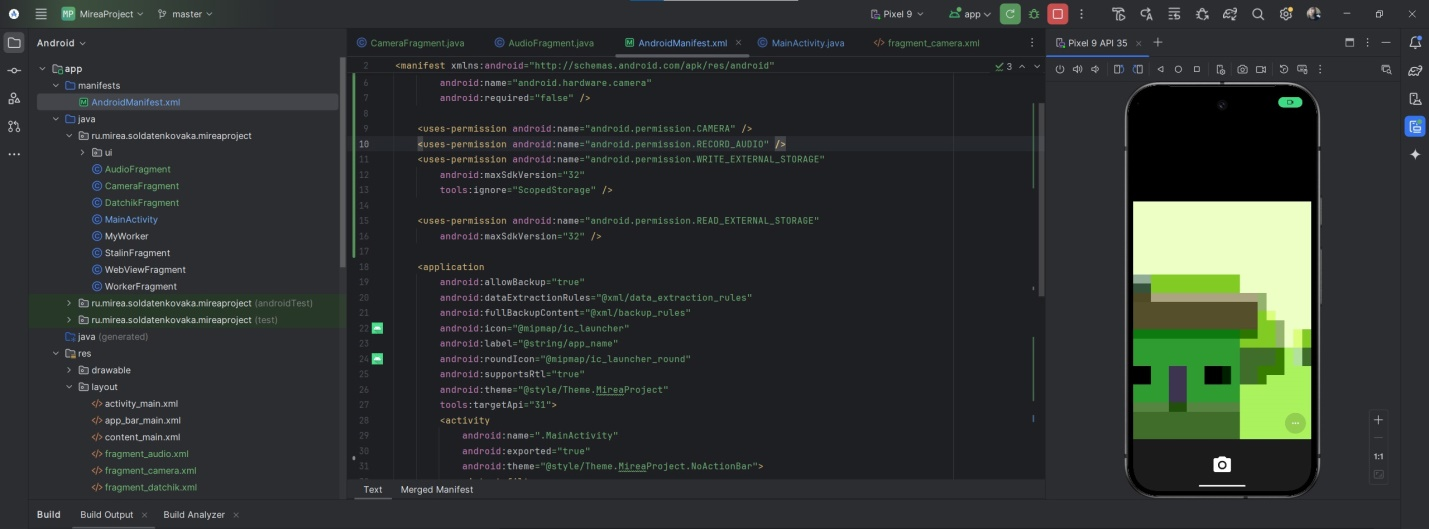 MP MireaProject
master
Pixel 9
app
Android
app
manifests
AndroidManifest.xml
java
ru.mirea.soldatenkovaka.mireaproject
ui
AudioFragment
CameraFragment
DatchikFragment
MainActivity
MyWorker
StalinFragment
WebViewFragment
WorkerFragment
ru.mirea.soldatenkovaka.mireaproject (androidTest)
ru.mirea.soldatenkovaka.mireaproject (test)
java (generated)
res
drawable
layout
activity_main.xml
app_bar_main.xml
content_main.xml
fragment_audio.xml
fragment_camera.xml
fragment_datchik.xml
CameraFragment.java AudioFragment.java AndroidManifest.xml MainActivity.java fragment_camera.xml
3
2 <manifest xmlns:android="http://schemas.android.com/apk/res/android"
6 android:name="android.hardware.camera"
7 android:required="false" />
8
9 <uses-permission android:name="android.permission.CAMERA" />
10 <uses-permission android:name="android.permission.RECORD_AUDIO" />
11 <uses-permission android:name="android.permission.WRITE_EXTERNAL_STORAGE"
12 android:maxSdkVersion="32"
13 tools:ignore="ScopedStorage" />
14
15 <uses-permission android:name="android.permission.READ_EXTERNAL_STORAGE"
16 android:maxSdkVersion="32" />
17
18 <application
19 android:allowBackup="true"
20 android:dataExtractionRules="@xml/data_extraction_rules"
21 android:fullBackupContent="@xml/backup_rules"
22 android:icon="@mipmap/ic_launcher"
23 android:label="@string/app_name"
24 android:roundIcon="@mipmap/ic_launcher_round"
25 android:supportsRtl="true"
26 android:theme="@style/Theme.MireaProject"
27 tools:targetApi="31">
28 <activity
29 android:name=".MainActivity"
30 android:exported="true"
31 android:theme="@style/Theme.MireaProject.NoActionBar">
Text Merged Manifest
Pixel 9 API 35
1:1
Build Build Output Build Analyzer